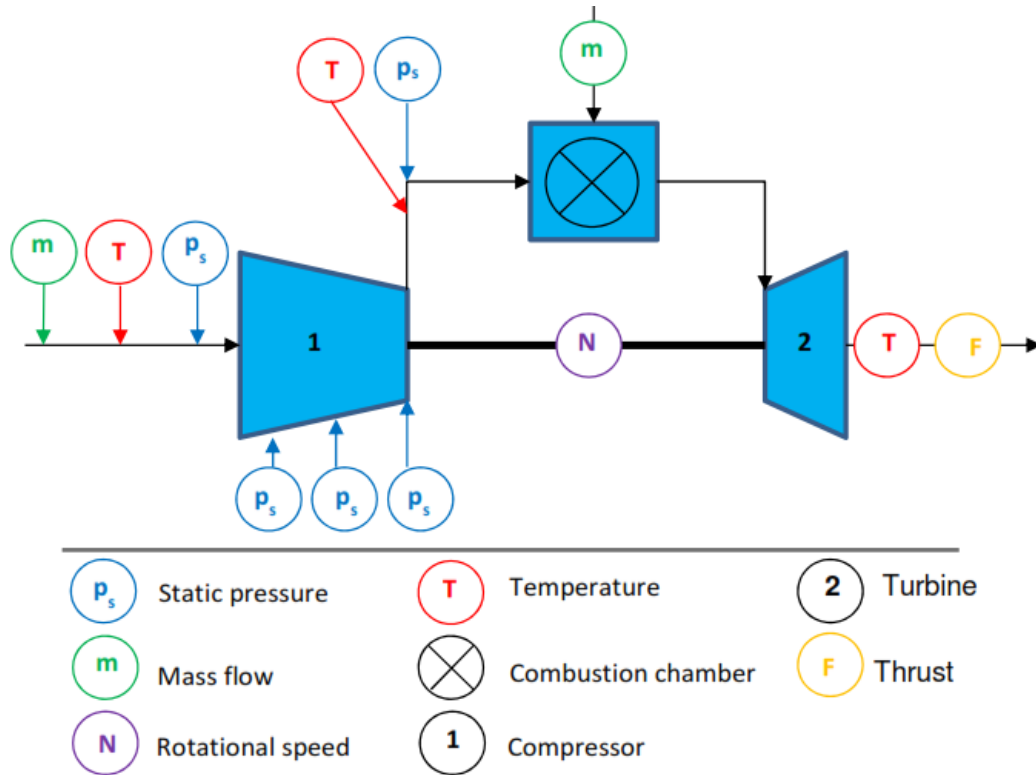 m
T
ps
m
T
ps
1
N
2
T
F
ps
ps
ps
ps Static pressure
T Temperature
2 Turbine
m Mass flow
Combustion chamber
F Thrust
N Rotational speed
1 Compressor